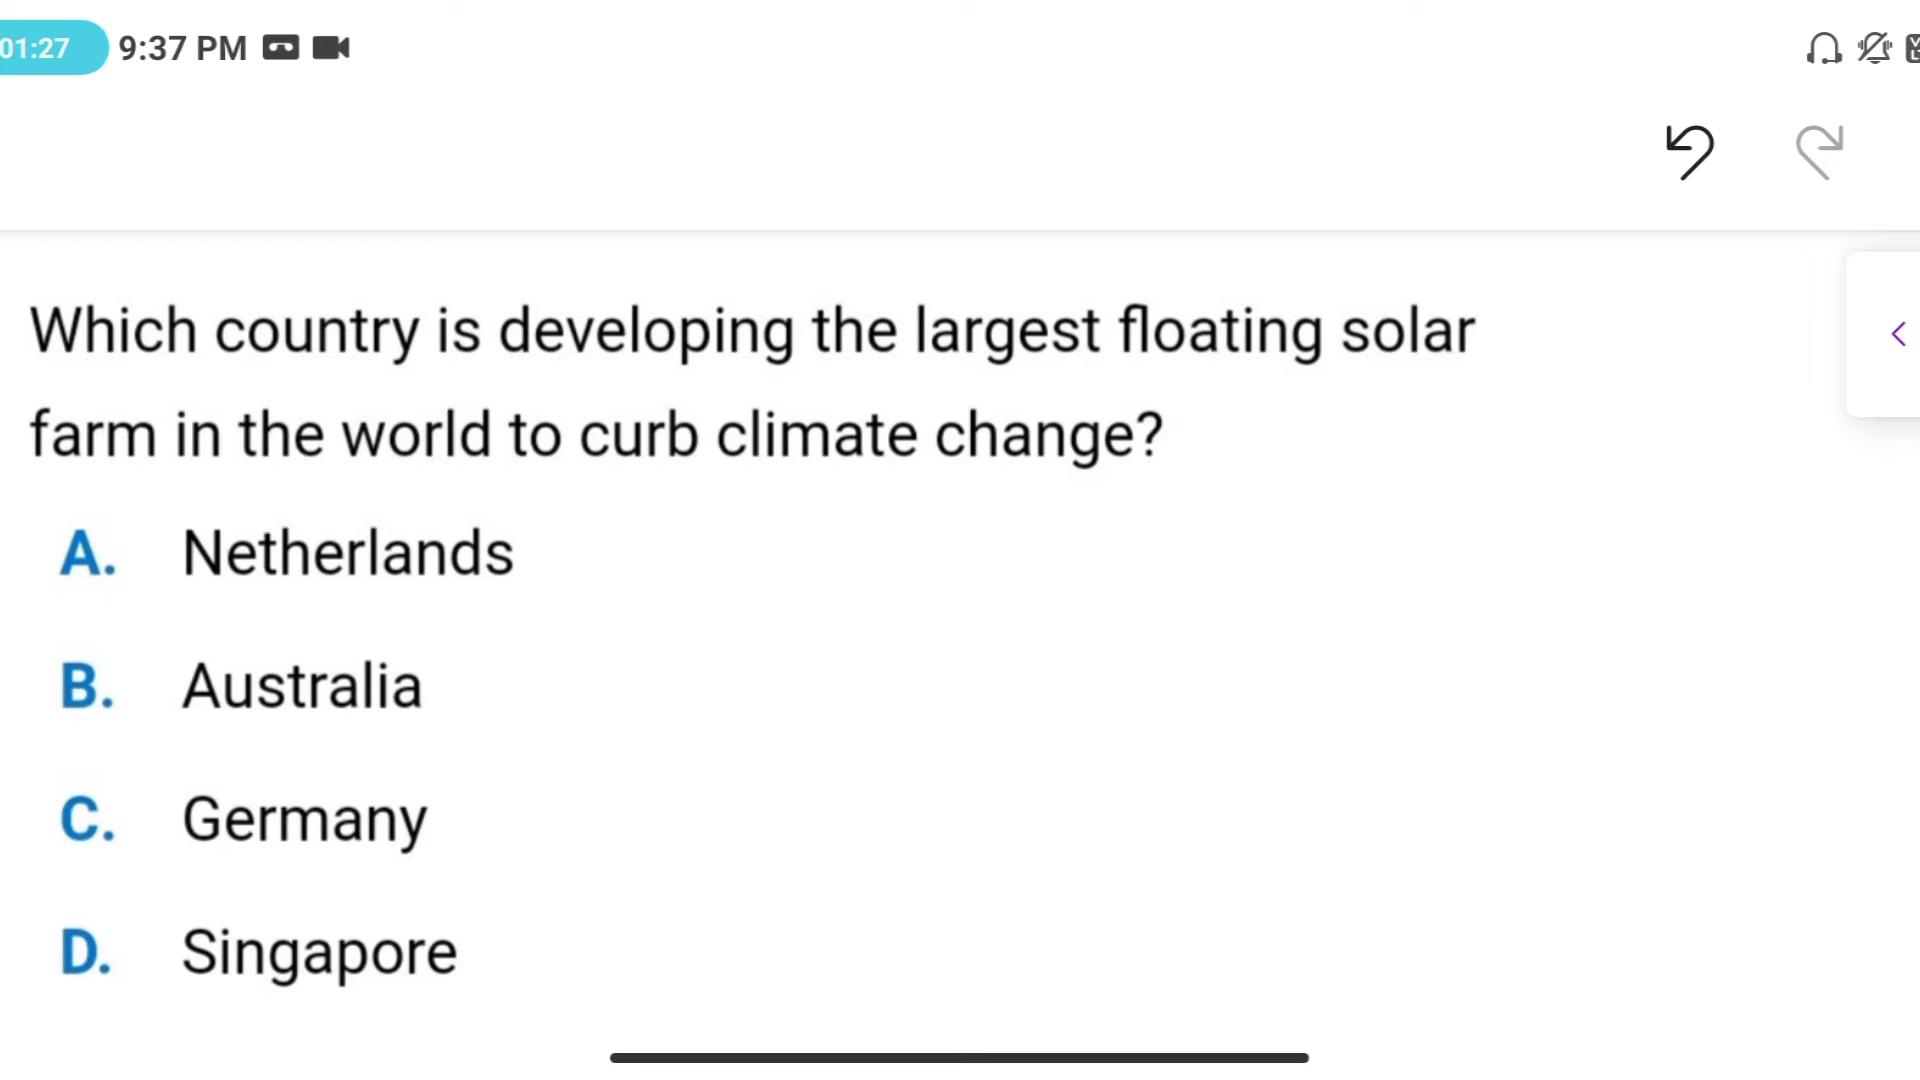 01:27 9:37 PM
Which country is developing the largest floating solar
farm in the world to curb climate change?
A. Netherlands
B. Australia
C. Germany
D. Singapore